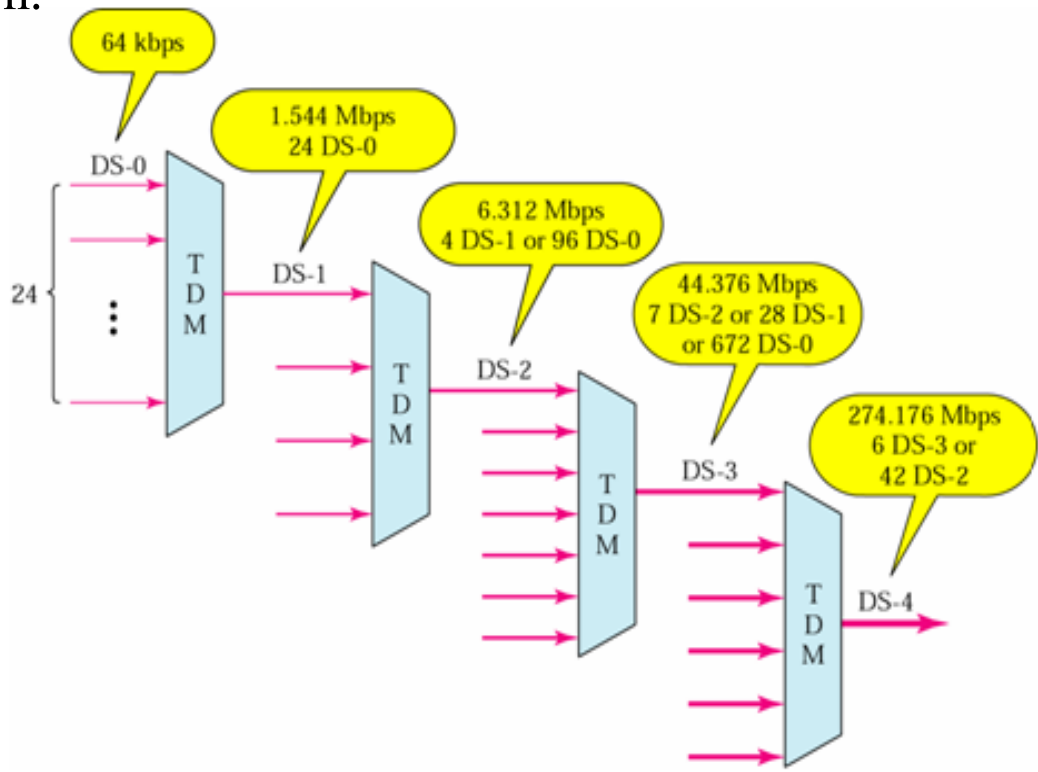 n.
64 kbps
1.544 Mbps
24 DS-0
DS-0
6.312 Mbps
4 DS-1 or 96 DS-0
24
T
D
M
DS-1
44.376 Mbps
7 DS-2 or 28 DS-1
or 672 DS-0
T
D
M
DS-2
274.176 Mbps
6 DS-3 or
42 DS-2
T
D
M
DS-3
T
D
M
DS-4